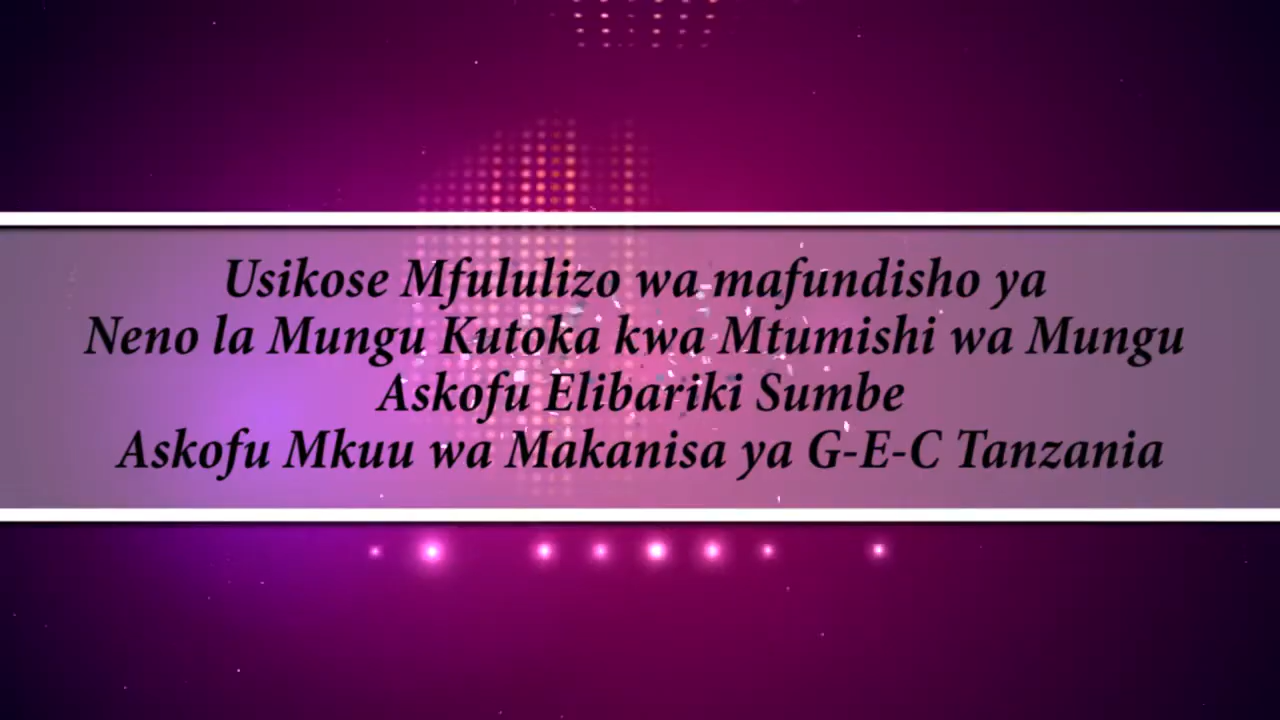 Usikose Mfululizo wa mafundisho ya
Neno la Mungu Kutoka kwa Mtumishi wa Mungu
Askofu Elibariki Sumbe
Askofu Mkuu wa Makanisa ya G-E-C Tanzania